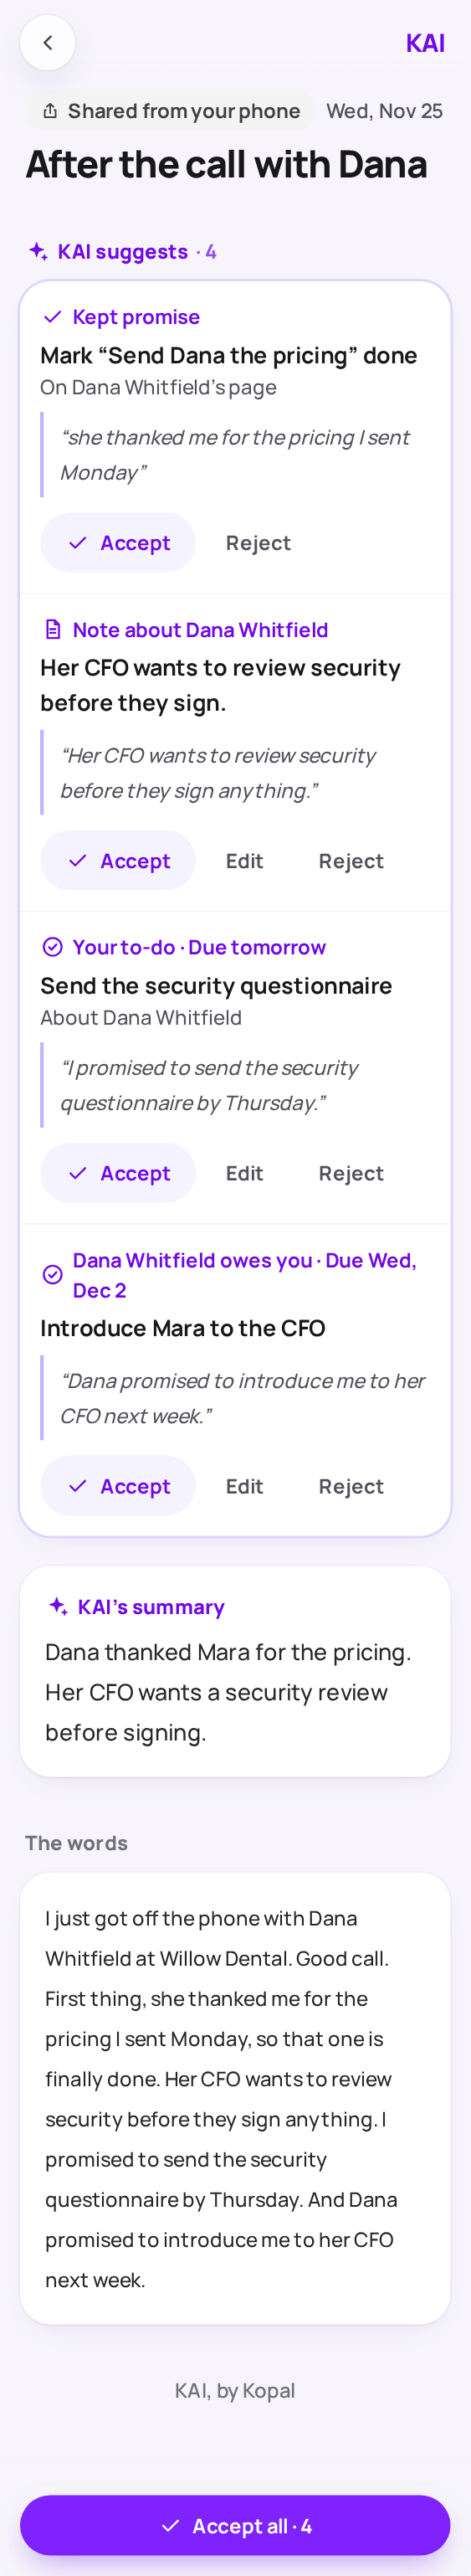 KAI
Shared from your phone Wed, Nov 25
After the call with Dana
KAI suggests · 4
Kept promise
Mark “Send Dana the pricing” done
On Dana Whitfield’s page
“she thanked me for the pricing I sent
Monday”
Accept Reject
Note about Dana Whitfield
Her CFO wants to review security
before they sign.
“Her CFO wants to review security
before they sign anything.”
Accept Edit Reject
Your to-do · Due tomorrow
Send the security questionnaire
About Dana Whitfield
“I promised to send the security
questionnaire by Thursday.”
Accept Edit Reject
Dana Whitfield owes you · Due Wed,
Dec 2
Introduce Mara to the CFO
“Dana promised to introduce me to her
CFO next week.”
Accept Edit Reject
KAI’s summary
Dana thanked Mara for the pricing.
Her CFO wants a security review
before signing.
The words
I just got off the phone with Dana
Whitfield at Willow Dental. Good call.
First thing, she thanked me for the
pricing I sent Monday, so that one is
finally done. Her CFO wants to review
security before they sign anything. I
promised to send the security
questionnaire by Thursday. And Dana
promised to introduce me to her CFO
next week.
KAI, by Kopal
Accept all · 4